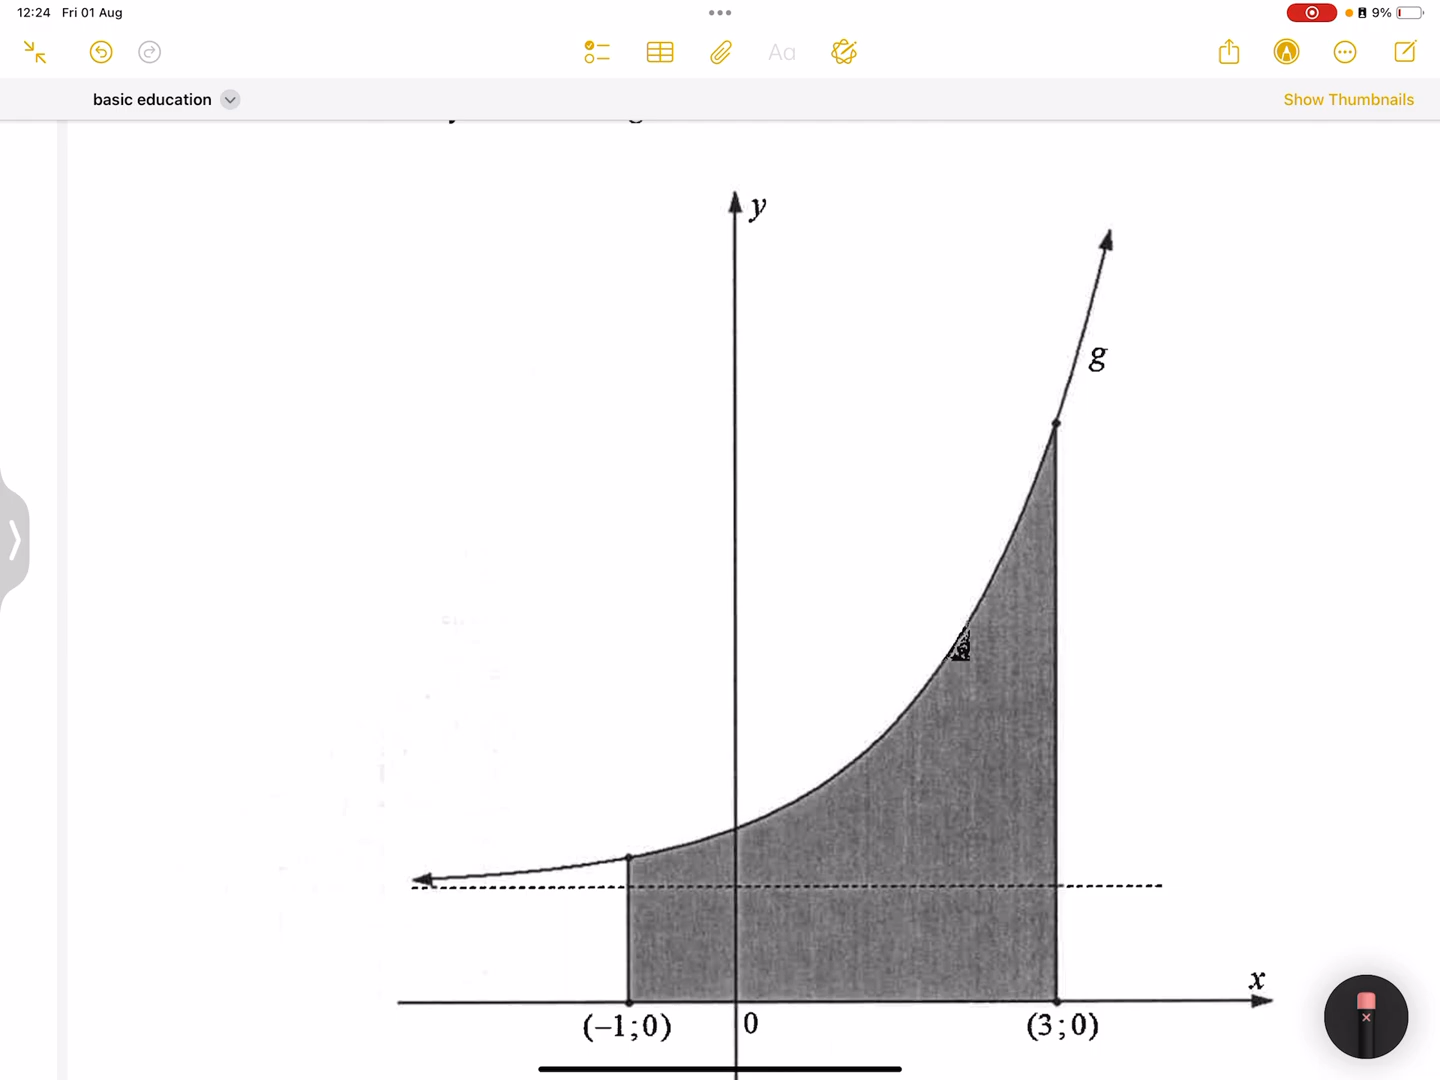 12:24 Fri 01 Aug
9%
Aa
basic education
Show Thumbnails
y
g
x
(–1;0)
0
(3;0)